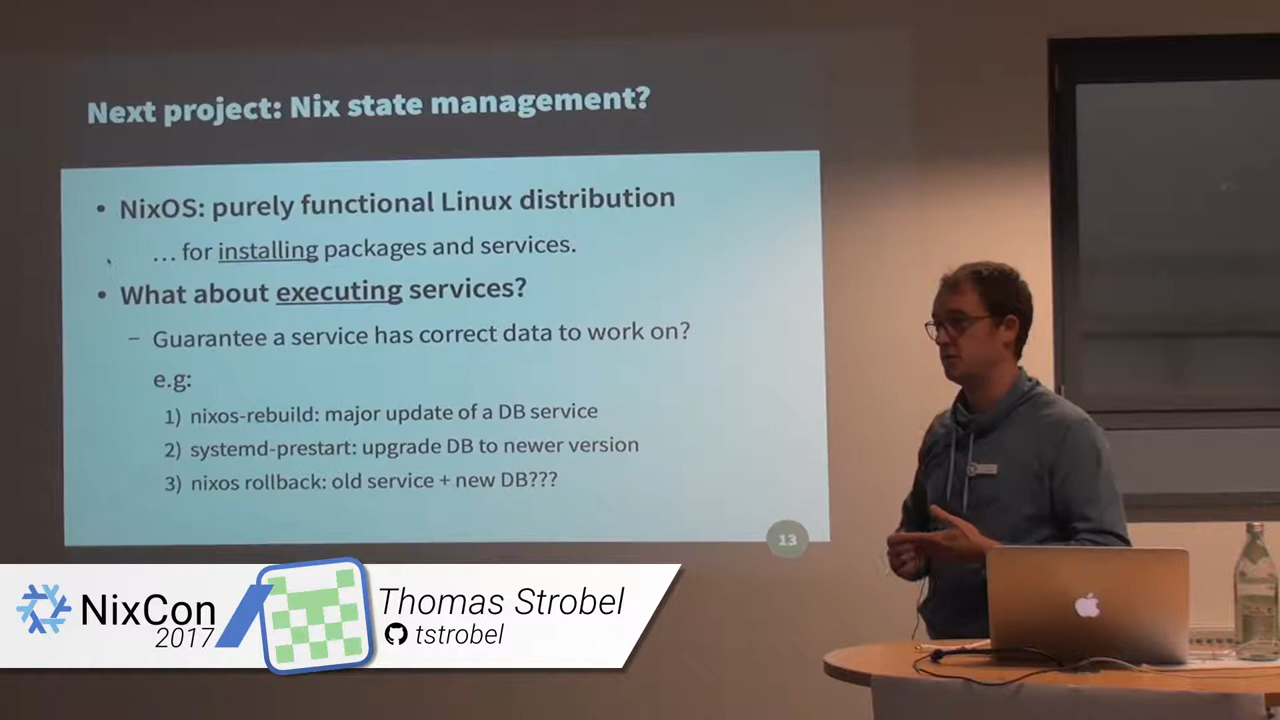 Next project: Nix state management?
• NixOS: purely functional Linux distribution
... for installing packages and services.
• What about executing services?
– Guarantee a service has correct data to work on?
e.g:
1) nixos-rebuild: major update of a DB service
2) systemd-prestart: upgrade DB to newer version
3) nixos rollback: old service + new DB???
13
NixCon
2017
Thomas Strobel
tstrobel